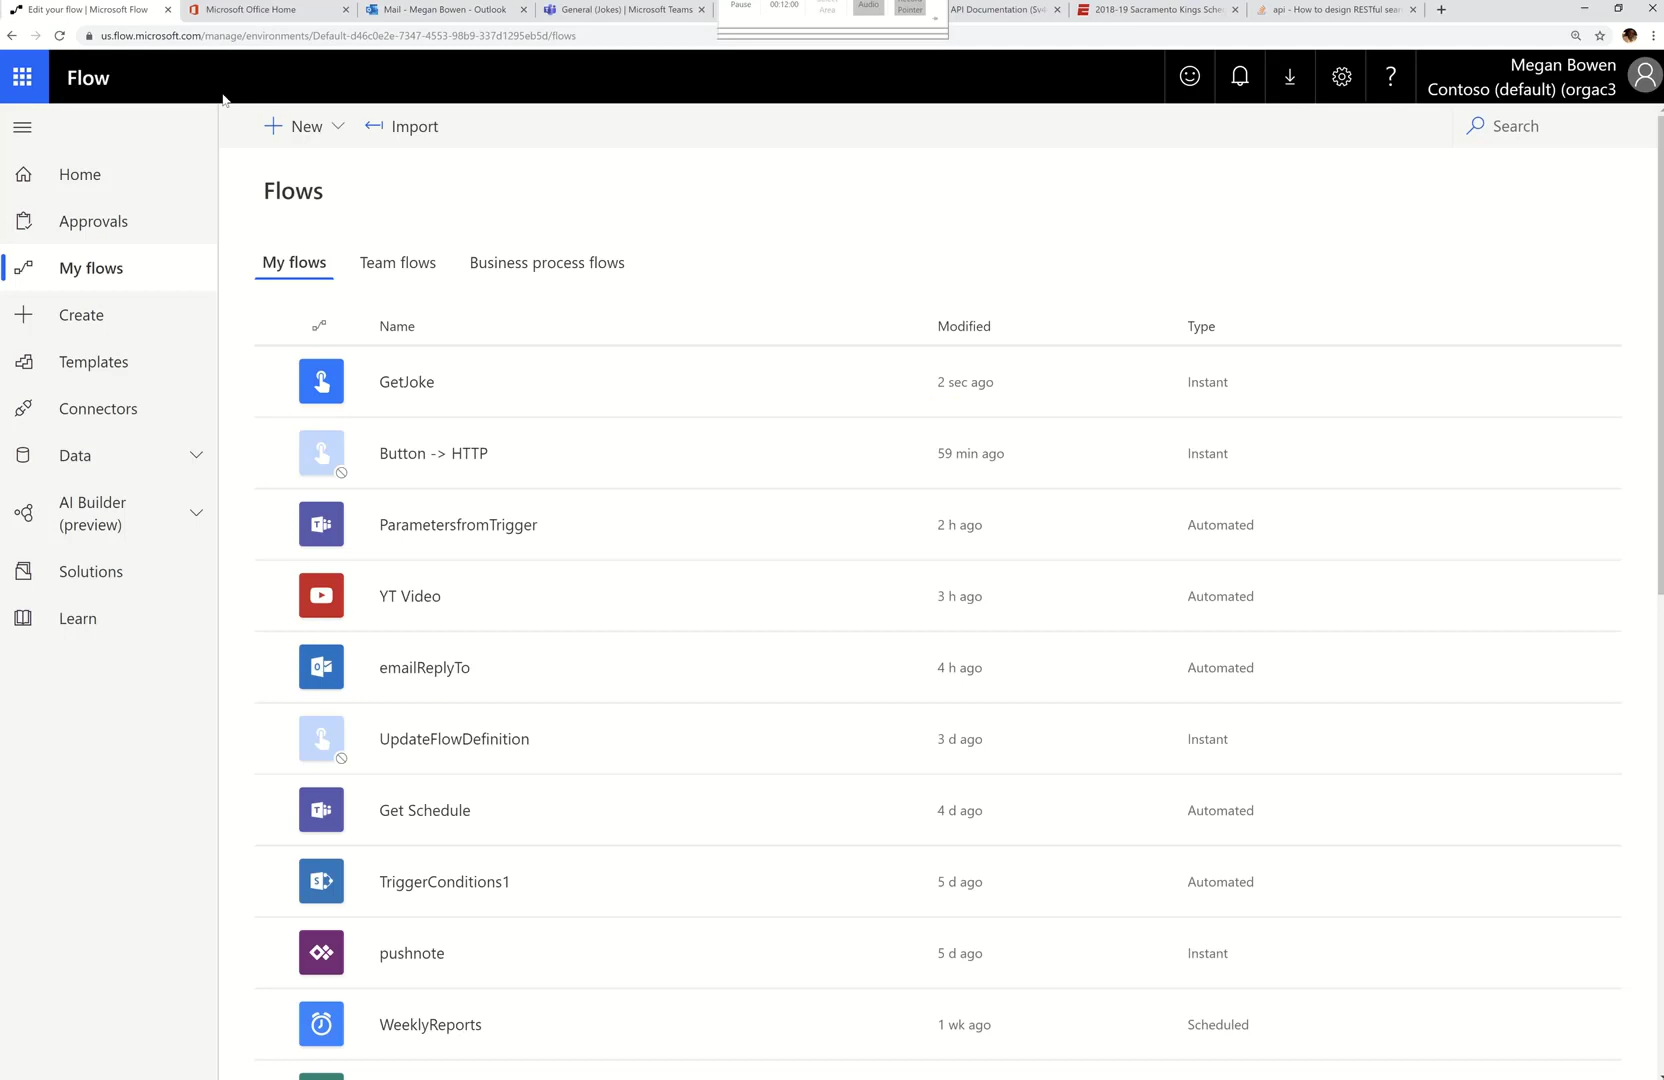 Edit your flow | Microsoft Flow
Microsoft Office Home
Mail - Megan Bowen - Outlook
General (Jokes) | Microsoft Teams
Pause
00:12:00
Area
Audio
Pointer
API Documentation (Sv4
2018-19 Sacramento Kings Sche
api - How to design RESTful sear
us.flow.microsoft.com/manage/environments/Default-d46c0e2e-7347-4553-98b9-337d1295eb5d/flows
Flow
?
Megan Bowen
Contoso (default) (orgac3
New
Import
Search
Home
Approvals
My flows
Create
Templates
Connectors
Data
AI Builder
(preview)
Solutions
Learn
Flows
My flows
Team flows
Business process flows
Name
Modified
Type
GetJoke
2 sec ago
Instant
Button -> HTTP
59 min ago
Instant
ParametersfromTrigger
2 h ago
Automated
YT Video
3 h ago
Automated
emailReplyTo
4 h ago
Automated
UpdateFlowDefinition
3 d ago
Instant
Get Schedule
4 d ago
Automated
TriggerConditions1
5 d ago
Automated
pushnote
5 d ago
Instant
WeeklyReports
1 wk ago
Scheduled